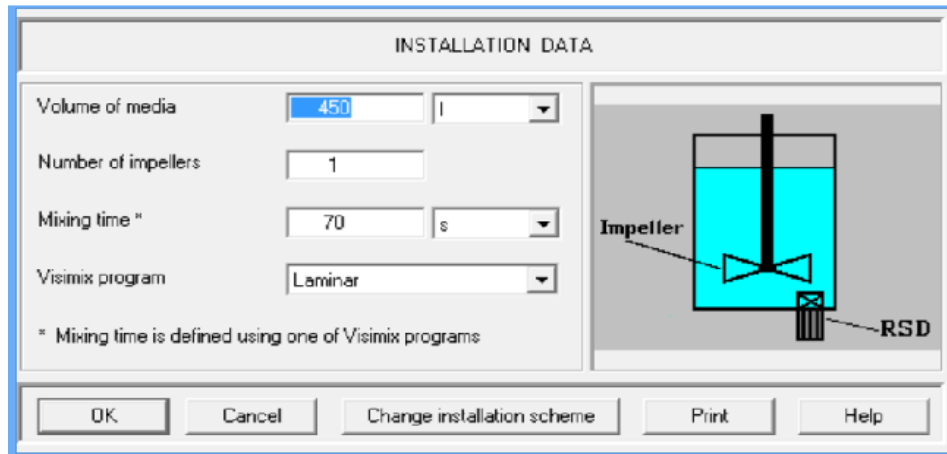 INSTALLATION DATA
Volume of media 450 l
Number of impellers 1
Mixing time * 70 s
Visimix program Laminar
* Mixing time is defined using one of Visimix programs
Impeller
RSD
OK Cancel Change installation scheme Print Help